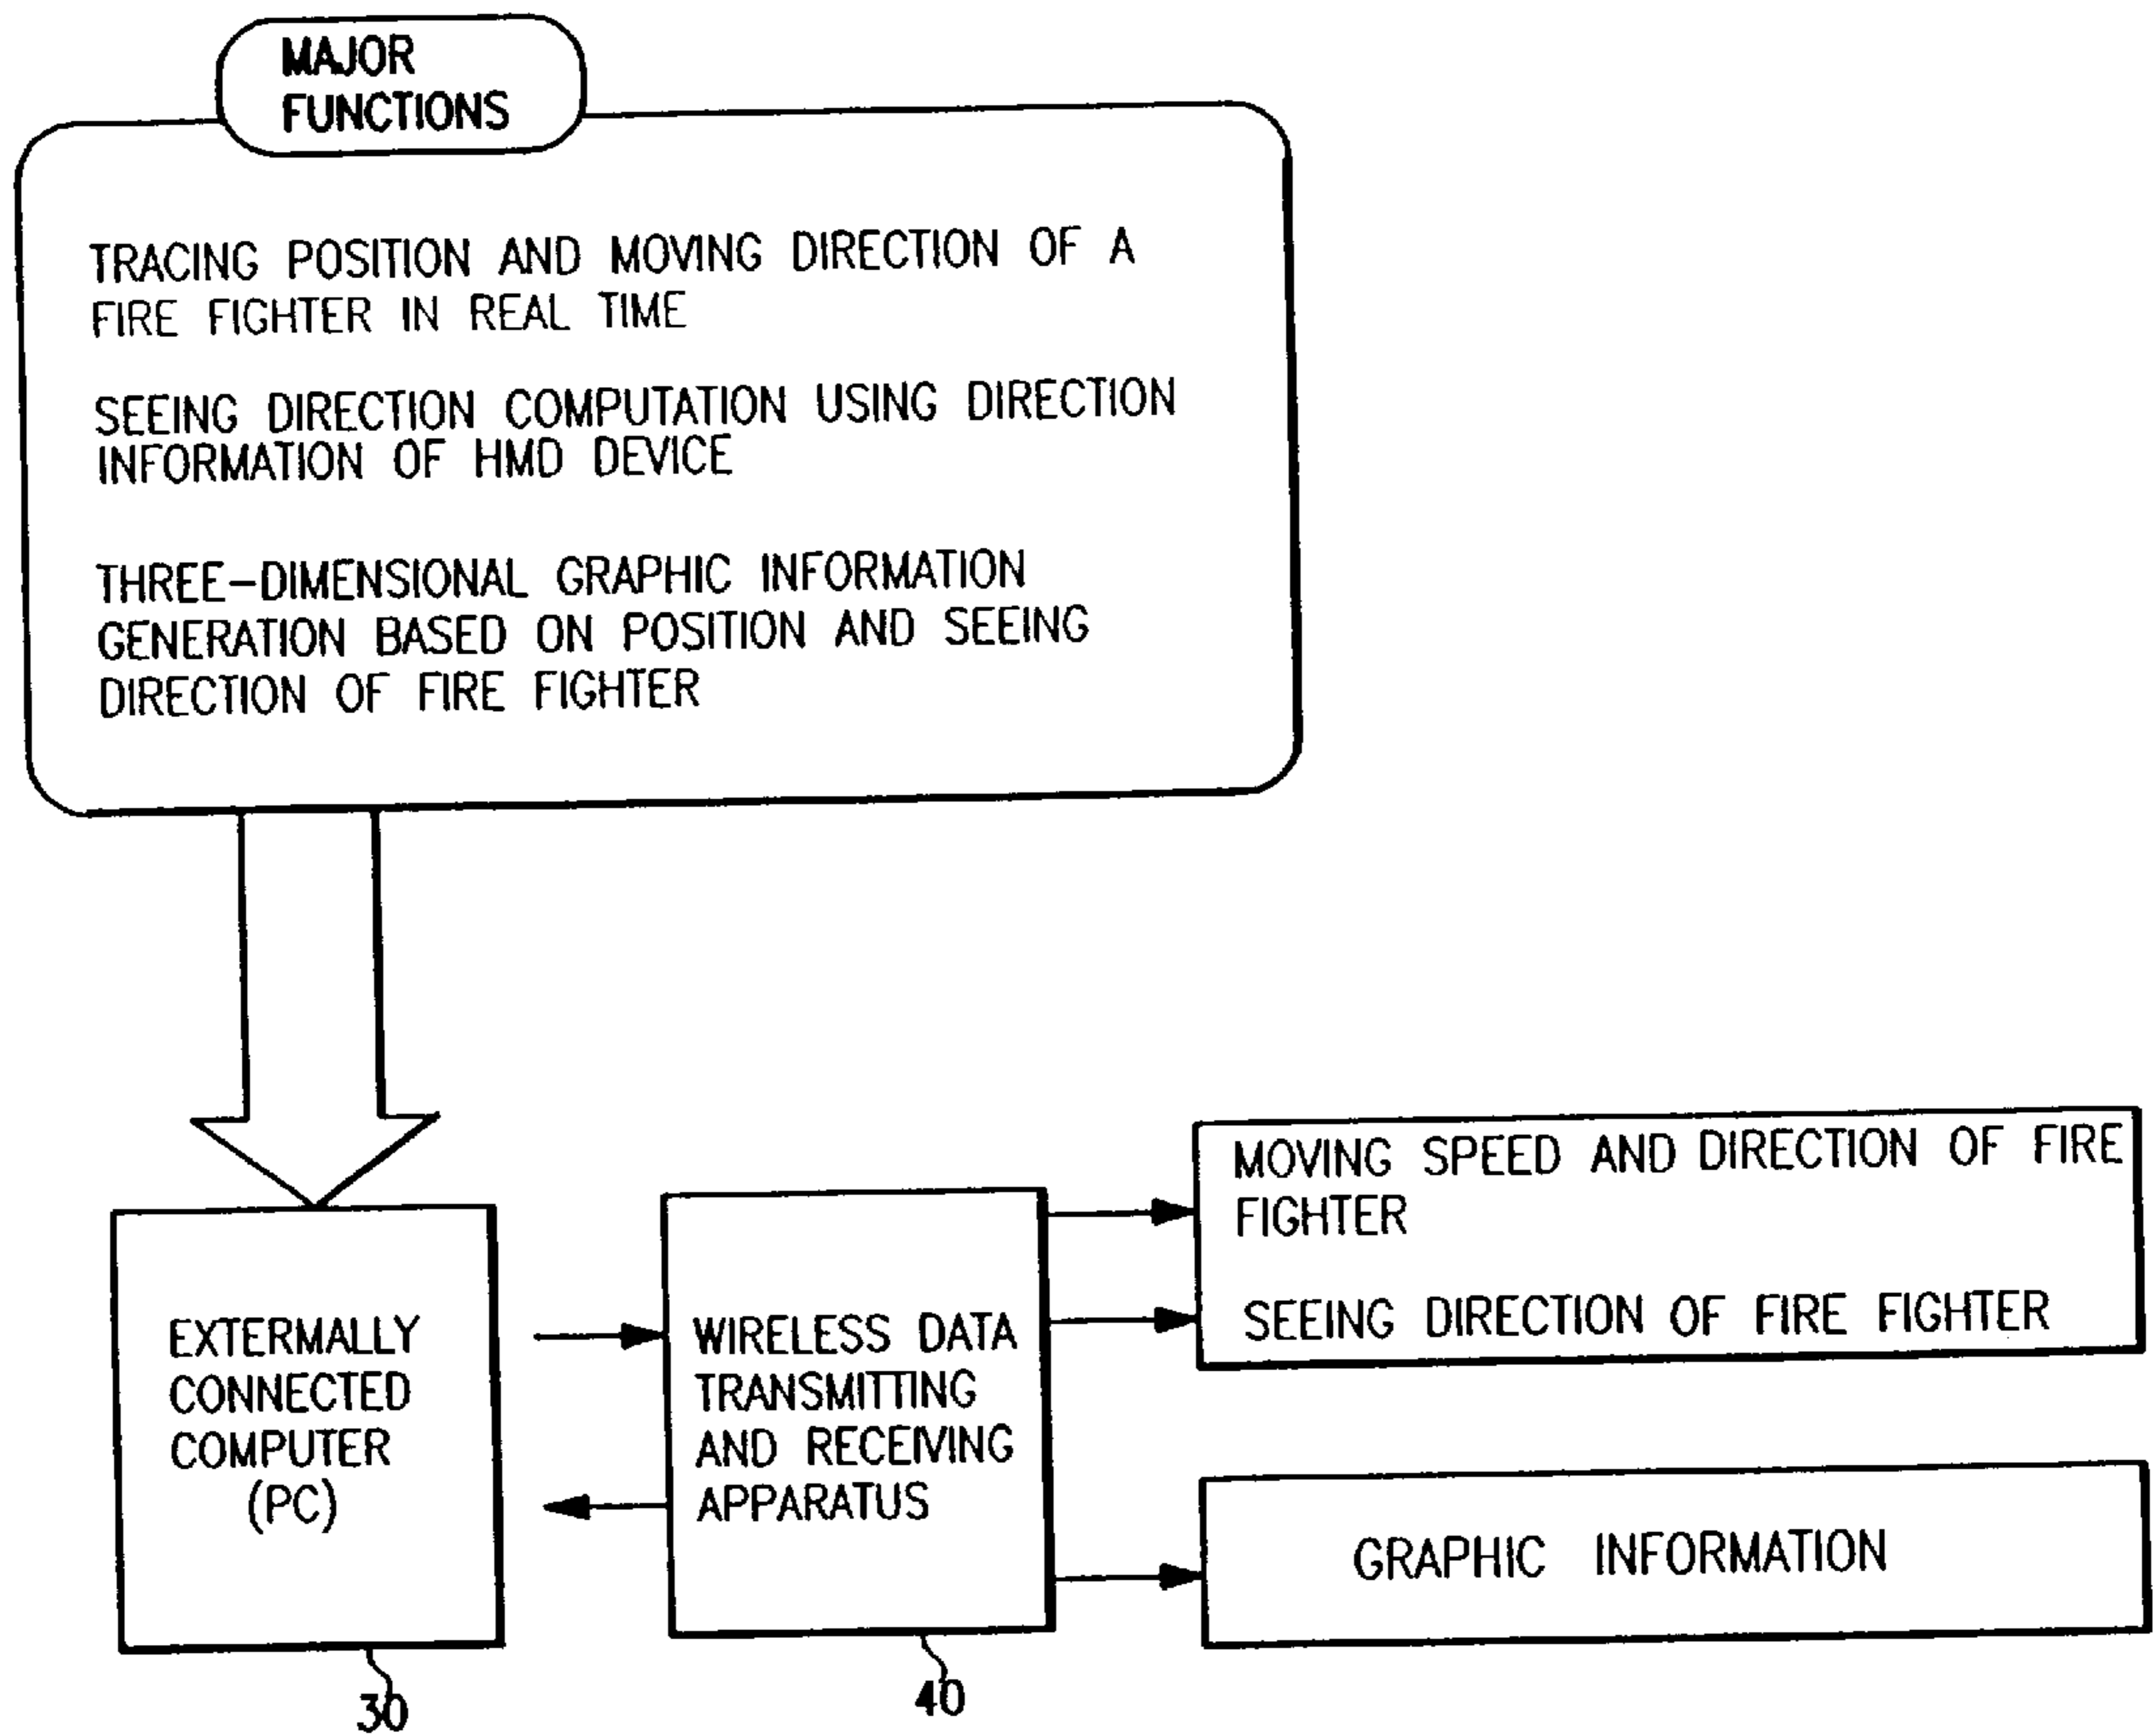 MAJOR
FUNCTIONS
TRACING POSITION AND MOVING DIRECTION OF A
FIRE FIGHTER IN REAL TIME
SEEING DIRECTION COMPUTATION USING DIRECTION
INFORMATION OF HMD DEVICE
THREE-DIMENSIONAL GRAPHIC INFORMATION
GENERATION BASED ON POSITION AND SEEING
DIRECTION OF FIRE FIGHTER
EXTERMALLY
CONNECTED
COMPUTER
(PC)
30
WIRELESS DATA
TRANSMITTING
AND RECEIVING
APPARATUS
40
MOVING SPEED AND DIRECTION OF FIRE
FIGHTER
SEEING DIRECTION OF FIRE FIGHTER
GRAPHIC INFORMATION